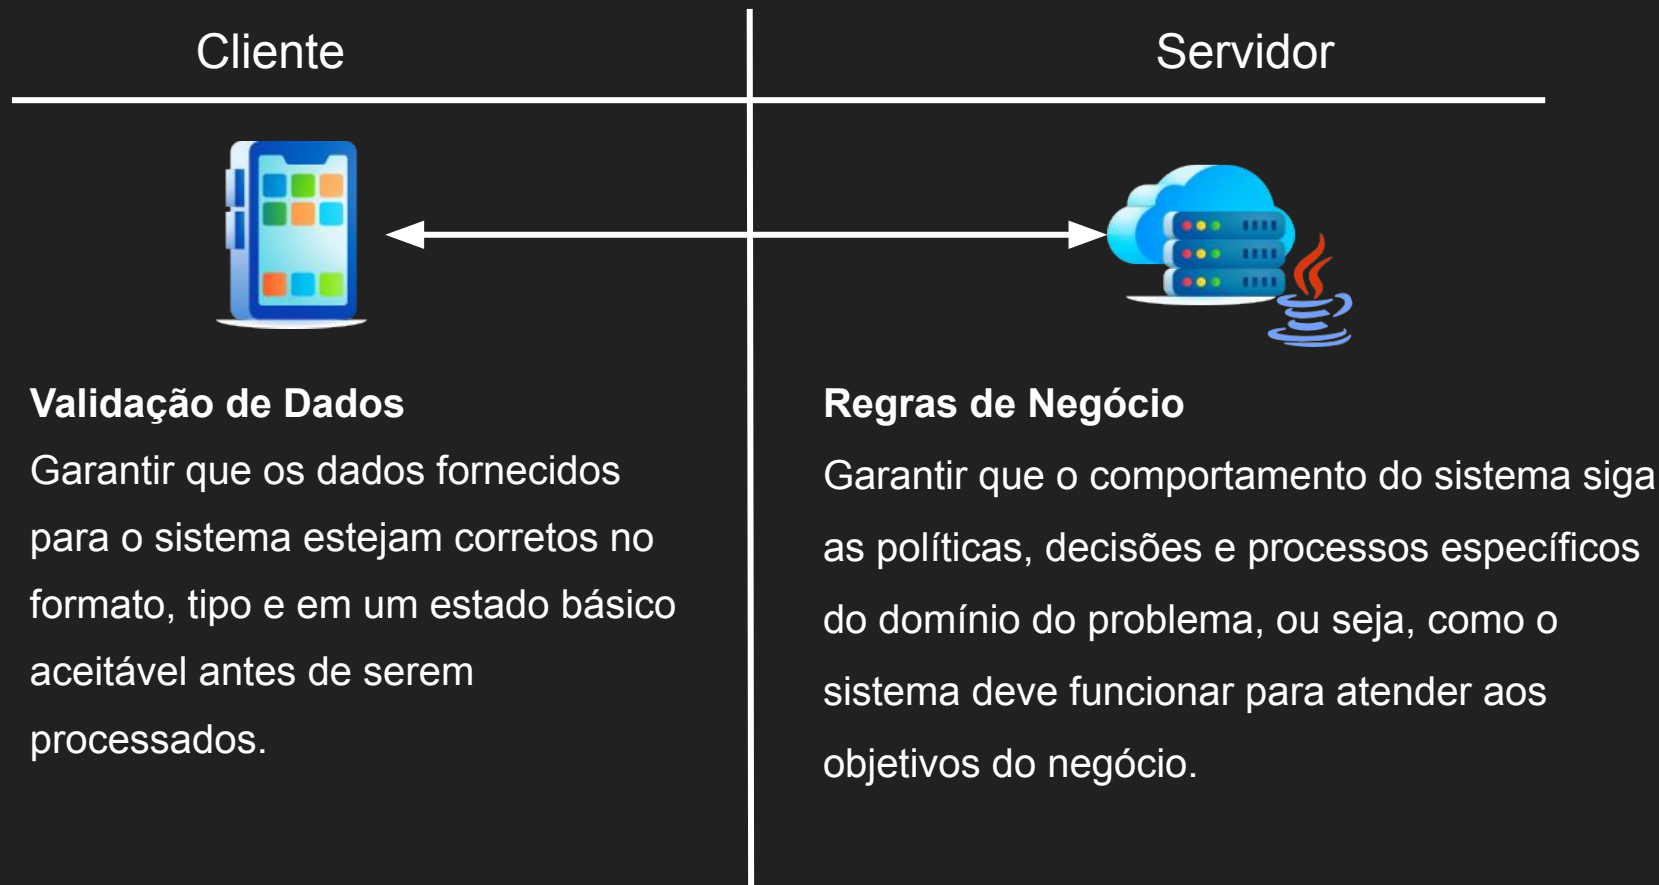 Cliente
Servidor
Validação de Dados
Garantir que os dados fornecidos
para o sistema estejam corretos no
formato, tipo e em um estado básico
aceitável antes de serem
processados.
Regras de Negócio
Garantir que o comportamento do sistema siga
as políticas, decisões e processos específicos
do domínio do problema, ou seja, como o
sistema deve funcionar para atender aos
objetivos do negócio.